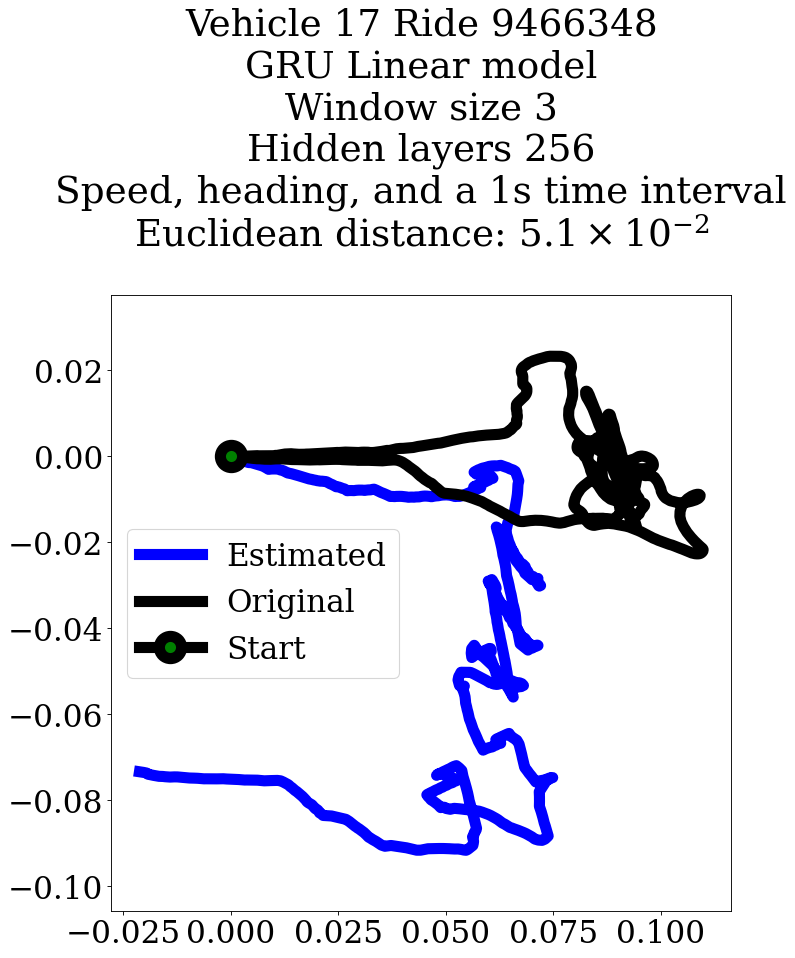 Vehicle 17 Ride 9466348
GRU Linear model
Window size 3
Hidden layers 256
Speed, heading, and a 1s time interval
Euclidean distance: 5.1 × 10⁻²
0.02
0.00
−0.02
−0.04
−0.06
−0.08
−0.10
Estimated
Original
Start
−0.025 0.000 0.025 0.050 0.075 0.100